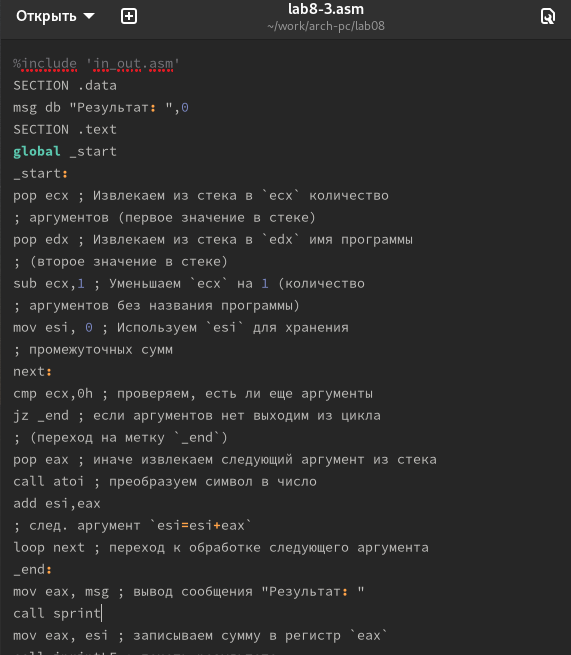 Открыть
lab8-3.asm
~/work/arch-pc/lab08
%include 'in_out.asm'
SECTION .data
msg db "Результат: ",0
SECTION .text
global _start
_start:
pop ecx ; Извлекаем из стека в `ecx` количество
; аргументов (первое значение в стеке)
pop edx ; Извлекаем из стека в `edx` имя программы
; (второе значение в стеке)
sub ecx,1 ; Уменьшаем `ecx` на 1 (количество
; аргументов без названия программы)
mov esi, 0 ; Используем `esi` для хранения
; промежуточных сумм
next:
cmp ecx,0h ; проверяем, есть ли еще аргументы
jz _end ; если аргументов нет выходим из цикла
; (переход на метку `_end`)
pop eax ; иначе извлекаем следующий аргумент из стека
call atoi ; преобразуем символ в число
add esi,eax
; след. аргумент `esi=esi+eax`
loop next ; переход к обработке следующего аргумента
_end:
mov eax, msg ; вывод сообщения "Результат: "
call sprint
mov eax, esi ; записываем сумму в регистр `eax`